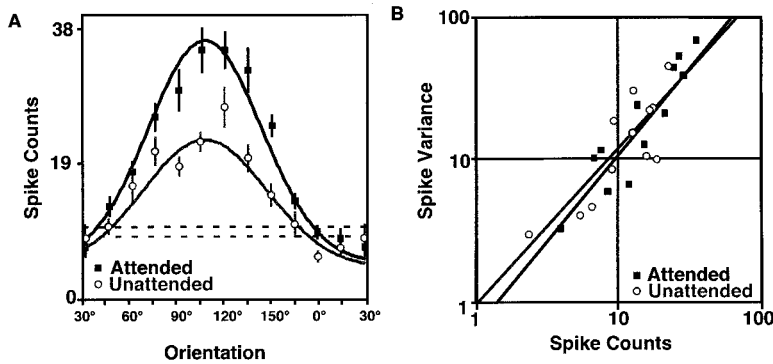 A
B
38
19
0
Spike Counts
Attended
Unattended
30° 60° 90° 120° 150° 0° 30°
Orientation
100
10
1
Spike Variance
Attended
Unattended
1 10 100
Spike Counts